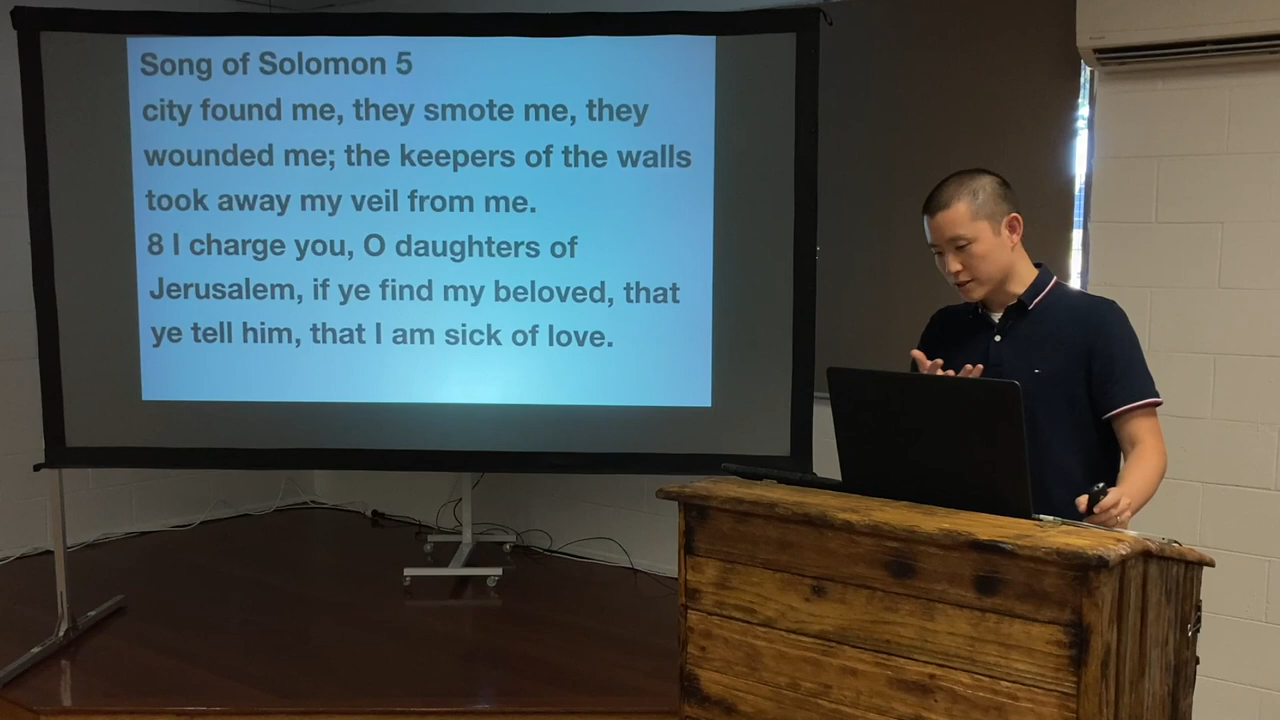 Song of Solomon 5
city found me, they smote me, they
wounded me; the keepers of the walls
took away my veil from me.
8 I charge you, O daughters of
Jerusalem, if ye find my beloved, that
ye tell him, that I am sick of love.